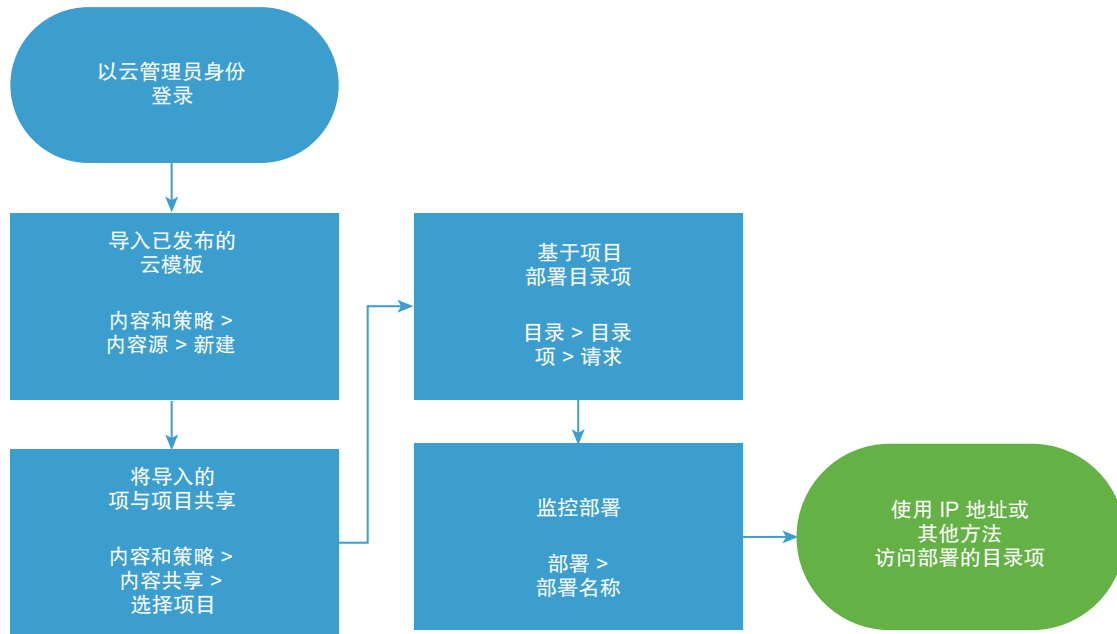 以云管理员身份
登录
导入已发布的
云模板
内容和策略 >
内容源 > 新建
将导入的
项与项目共享
内容和策略 >
内容共享 >
选择项目
基于项目
部署目录项
目录 > 目录
项 > 请求
监控部署
部署 >
部署名称
使用 IP 地址或
其他方法
访问部署的目录项